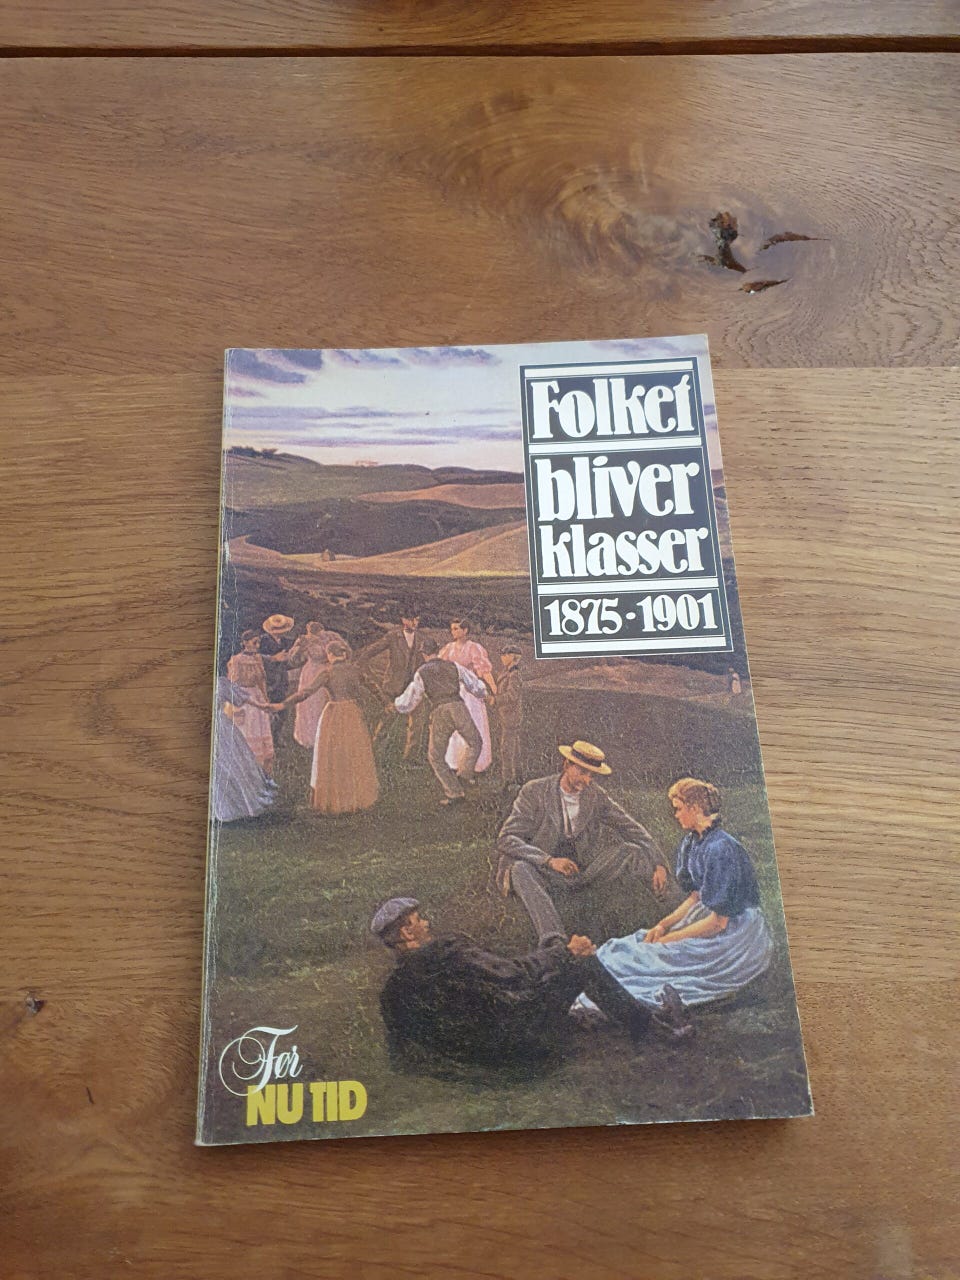 Folket
bliver
klasser
1875-1901
Før
NU TID